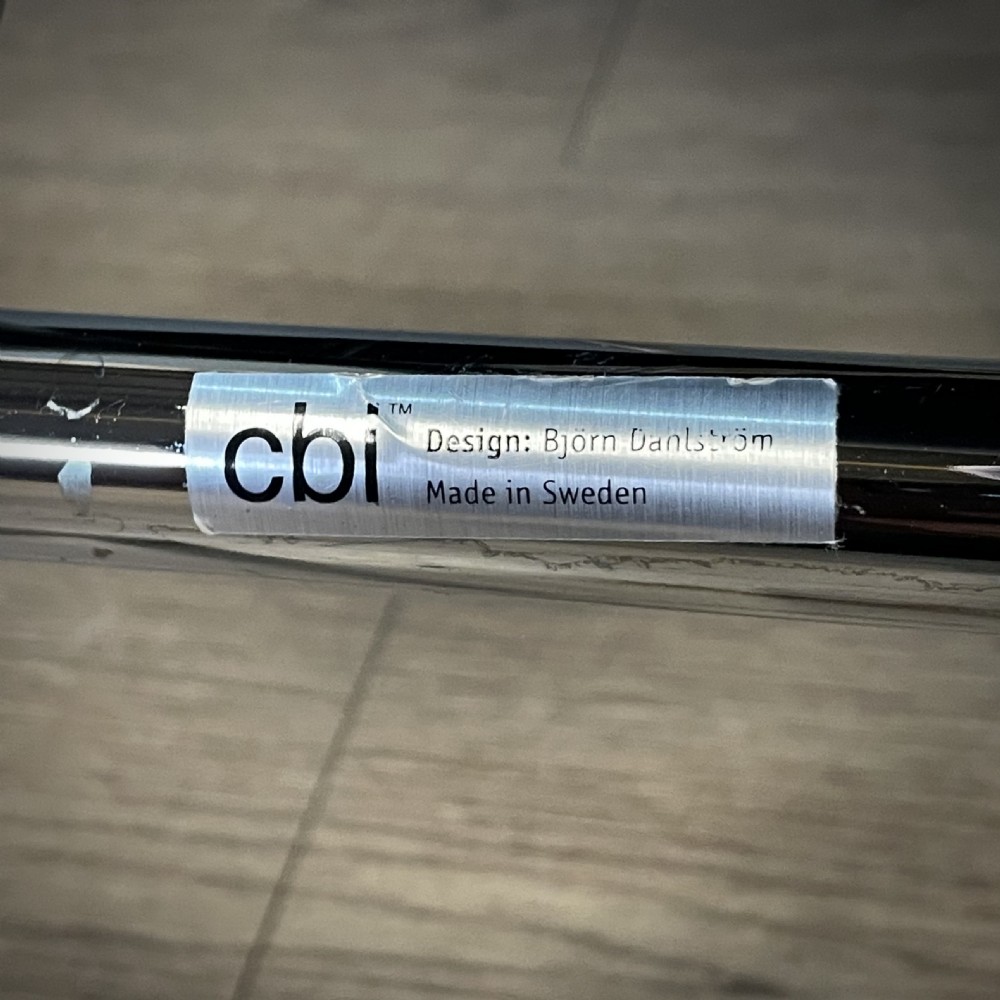 cbi™
Design: Björn Dahlström
Made in Sweden